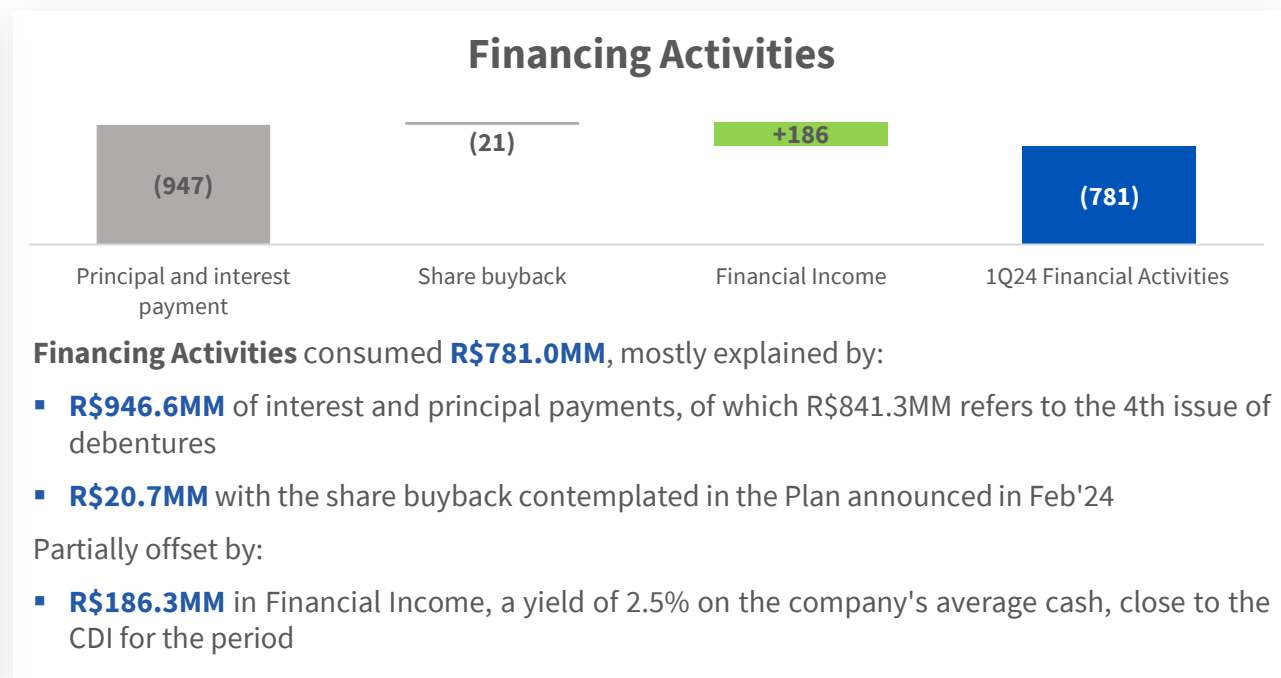 Financing Activities
(947)
(21)
+186
(781)
Principal and interest
payment
Share buyback
Financial Income
1Q24 Financial Activities
Financing Activities consumed R$781.0MM, mostly explained by:
▪ R$946.6MM of interest and principal payments, of which R$841.3MM refers to the 4th issue of
debentures
▪ R$20.7MM with the share buyback contemplated in the Plan announced in Feb'24
Partially offset by:
▪ R$186.3MM in Financial Income, a yield of 2.5% on the company's average cash, close to the
CDI for the period